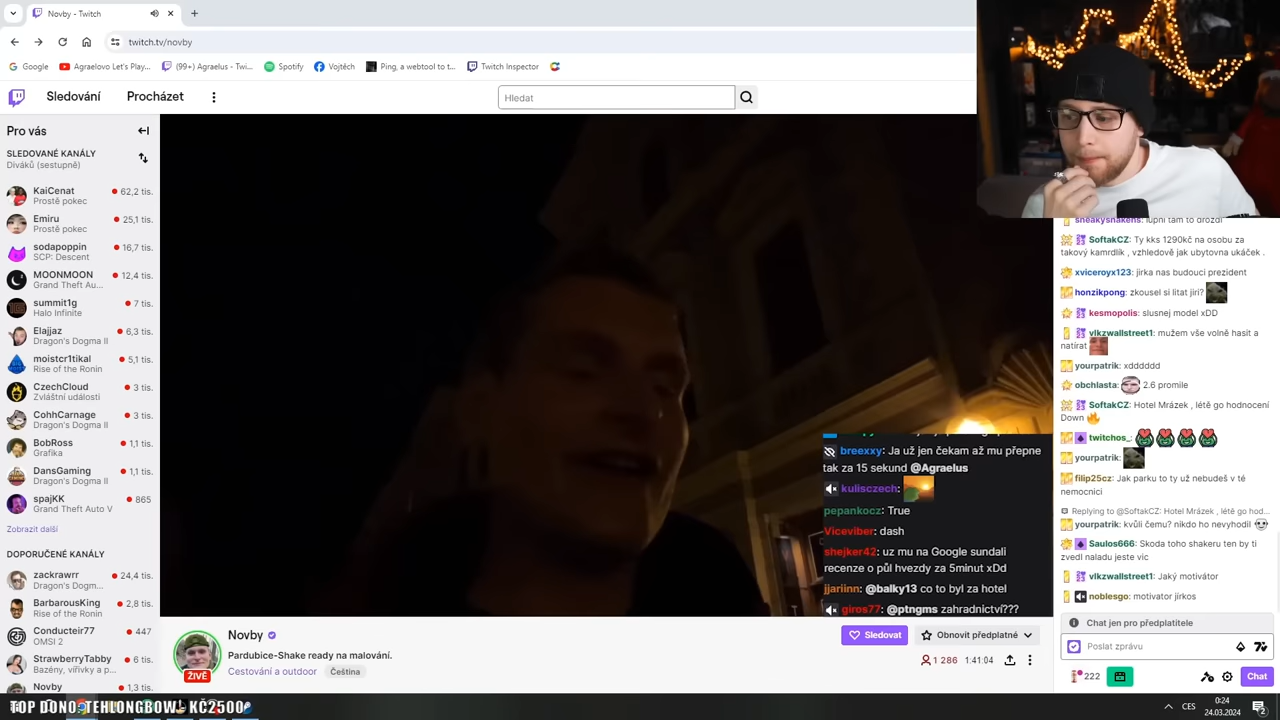 Novby - Twitch
twitch.tv/novby
Google
Agraelovo Let's Play...
(99+) Agraelus - Twi...
Spotify
Vojtěch
Ping, a webtool to t...
Twitch Inspector
Sledování
Procházet
Hledat
Pro vás
SLEDOVANÉ KANÁLY
Diváků (sestupně)
KaiCenat
62,2 tis.
Prostě pokec
Emiru
25,1 tis.
Prostě pokec
sodapoppin
16,7 tis.
SCP: Descent
MOONMOON
12,4 tis.
Grand Theft Au...
summit1g
7 tis.
Halo Infinite
Elajjaz
6,3 tis.
Dragon's Dogma II
moistcr1tikal
5,1 tis.
Rise of the Ronin
CzechCloud
3 tis.
Zvláštní události
CohhCarnage
3 tis.
Dragon's Dogma II
BobRoss
1,1 tis.
Grafika
DansGaming
1,1 tis.
Dragon's Dogma II
spajKK
865
Grand Theft Auto V
Zobrazit další
DOPORUČENÉ KANÁLY
zackrawrr
24,4 tis.
Dragon's Dogm...
BarbarousKing
2,8 tis.
Rise of the Ronin
Conducteir77
447
OMSI 2
StrawberryTabby
6 tis.
Bazény, vířivky a p...
Novby
1,3 tis.
TOP DONO: TEHLONGBOW! KČ2500
breexxy: Ja už jen čekam až mu přepne
tak za 15 sekund @Agraelus
kulisczech:
pepankocz: True
Viceviber: dash
shejker42: uz mu na Google sundali
recenze o půl hvezdy za 5minut xDd
jjariinn: @balky13 co to byl za hotel
giros77: @ptngms zahradnictví???
Novby
ŽIVĚ
Pardubice-Shake ready na malování.
Cestování a outdoor
Čeština
Sledovat
Obnovit předplatné
1 286
1:41:04
sneakysnakens: lupni tam to drozdi
SoftakCZ: Ty kks 1290kč na osobu za
takový kamrdlík , vzhledově jak ubytovna ukáček .
xviceroyx123: jirka nas budouci prezident
honzikpong: zkousel si litat jiri?
kesmopolis: slusnej model xDD
vlkzwallstreet1: mužem vše volně hasit a
natírat
yourpatrik: xdddddd
obchlasta: 2.6 promile
SoftakCZ: Hotel Mrázek , létě go hodnocení
Down
twitchos_:
yourpatrik:
filip25cz: Jak parku to ty už nebudeš v té
nemocnici
Replying to @SoftakCZ: Hotel Mrázek , létě go hod...
yourpatrik: kvůli čemu? nikdo ho nevyhodil
Saulos666: Skoda toho shakeru ten by ti
zvedl naladu jeste vic
vlkzwallstreet1: Jaký motivátor
noblesgo: motivator jírkos
Chat jen pro předplatitele
Poslat zprávu
222
Chat
CES
0:24
24.03.2024
2